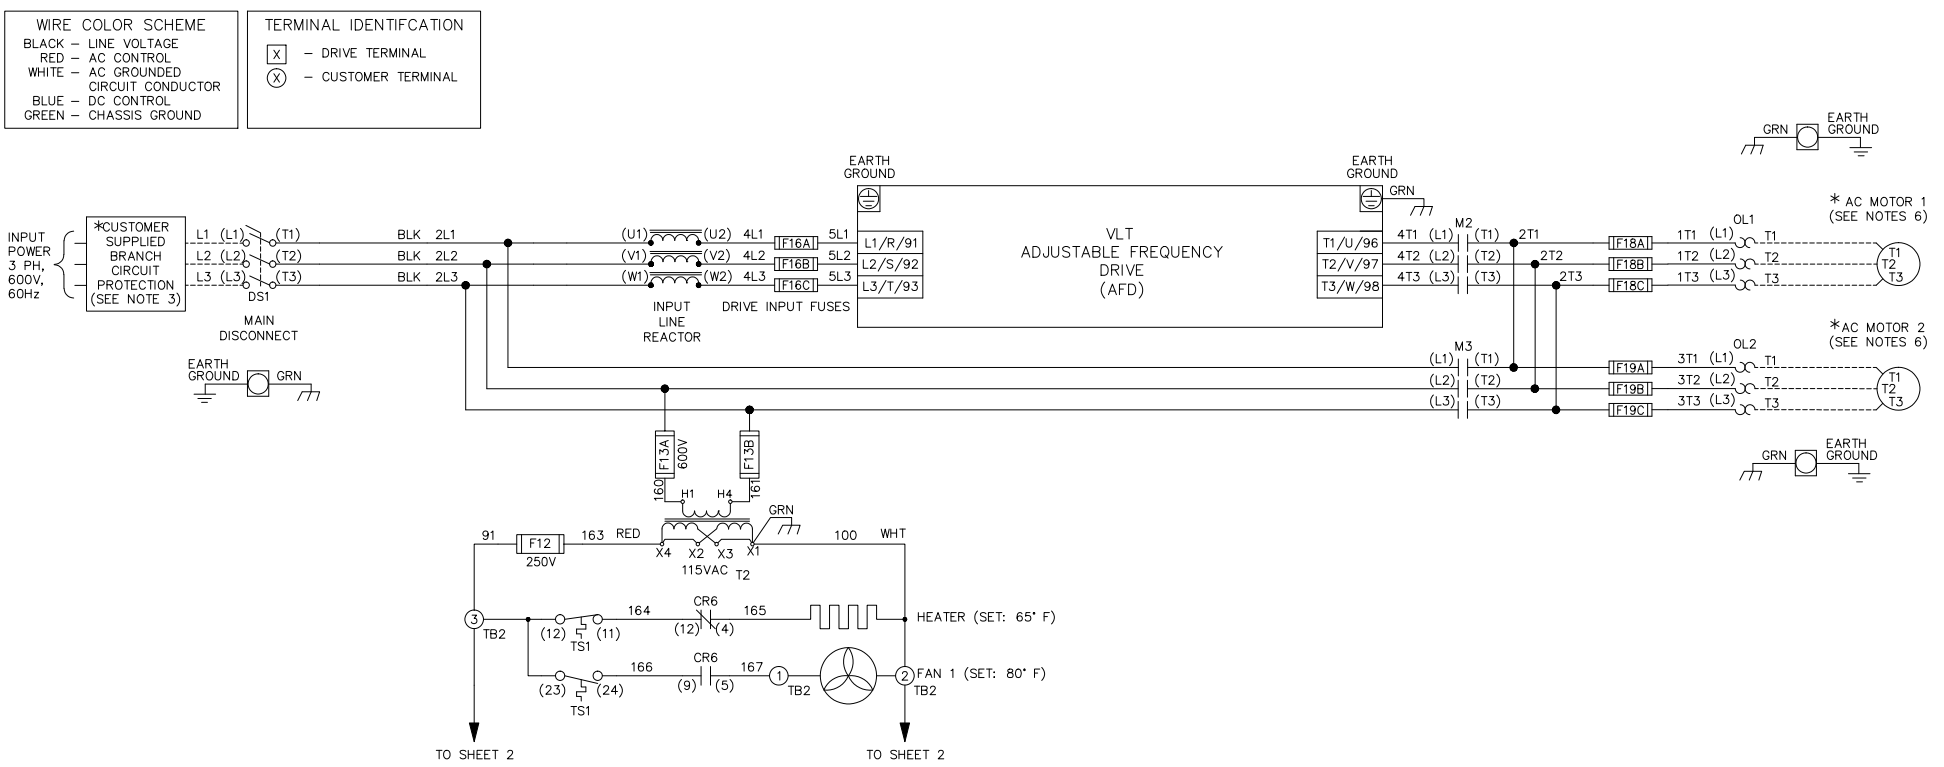 WIRE COLOR SCHEME
BLACK – LINE VOLTAGE
RED – AC CONTROL
WHITE – AC GROUNDED
CIRCUIT CONDUCTOR
BLUE – DC CONTROL
GREEN – CHASSIS GROUND
TERMINAL IDENTIFCATION
X – DRIVE TERMINAL
X – CUSTOMER TERMINAL
GRN
EARTH
GROUND
EARTH
GROUND
EARTH
GROUND
GRN
INPUT
POWER
3 PH,
600V,
60Hz
*CUSTOMER
SUPPLIED
BRANCH
CIRCUIT
PROTECTION
(SEE NOTE 3)
L1 (L1) (T1) BLK 2L1 (U1) (U2) 4L1 F16A 5L1 L1/R/91
L2 (L2) (T2) BLK 2L2 (V1) (V2) 4L2 F16B 5L2 L2/S/92
L3 (L3) (T3) BLK 2L3 (W1) (W2) 4L3 F16C 5L3 L3/T/93
DS1
MAIN
DISCONNECT
INPUT
LINE
REACTOR
DRIVE INPUT FUSES
VLT
ADJUSTABLE FREQUENCY
DRIVE
(AFD)
M2
OL1
* AC MOTOR 1
(SEE NOTES 6)
T1/U/96 4T1 (L1) (T1) 2T1 F18A 1T1 (L1) T1 T1
T2/V/97 4T2 (L2) (T2) 2T2 F18B 1T2 (L2) T2 T2
T3/W/98 4T3 (L3) (T3) 2T3 F18C 1T3 (L3) T3 T3
EARTH
GROUND
GRN
M3
OL2
* AC MOTOR 2
(SEE NOTES 6)
(L1) (T1) F19A 3T1 (L1) T1 T1
(L2) (T2) F19B 3T2 (L2) T2 T2
(L3) (T3) F19C 3T3 (L3) T3 T3
GRN
EARTH
GROUND
F13A
600V
F13B
160
161
H1 H4
GRN
91 F12 163 RED
250V
X4 X2 X3 X1
100 WHT
115VAC T2
3
TB2
(12) (11)
TS1
164
CR6
(12) (4)
165
HEATER (SET: 65° F)
(23) (24)
TS1
166
CR6
(9) (5)
167
1
TB2
2
TB2
FAN 1 (SET: 80° F)
TO SHEET 2
TO SHEET 2